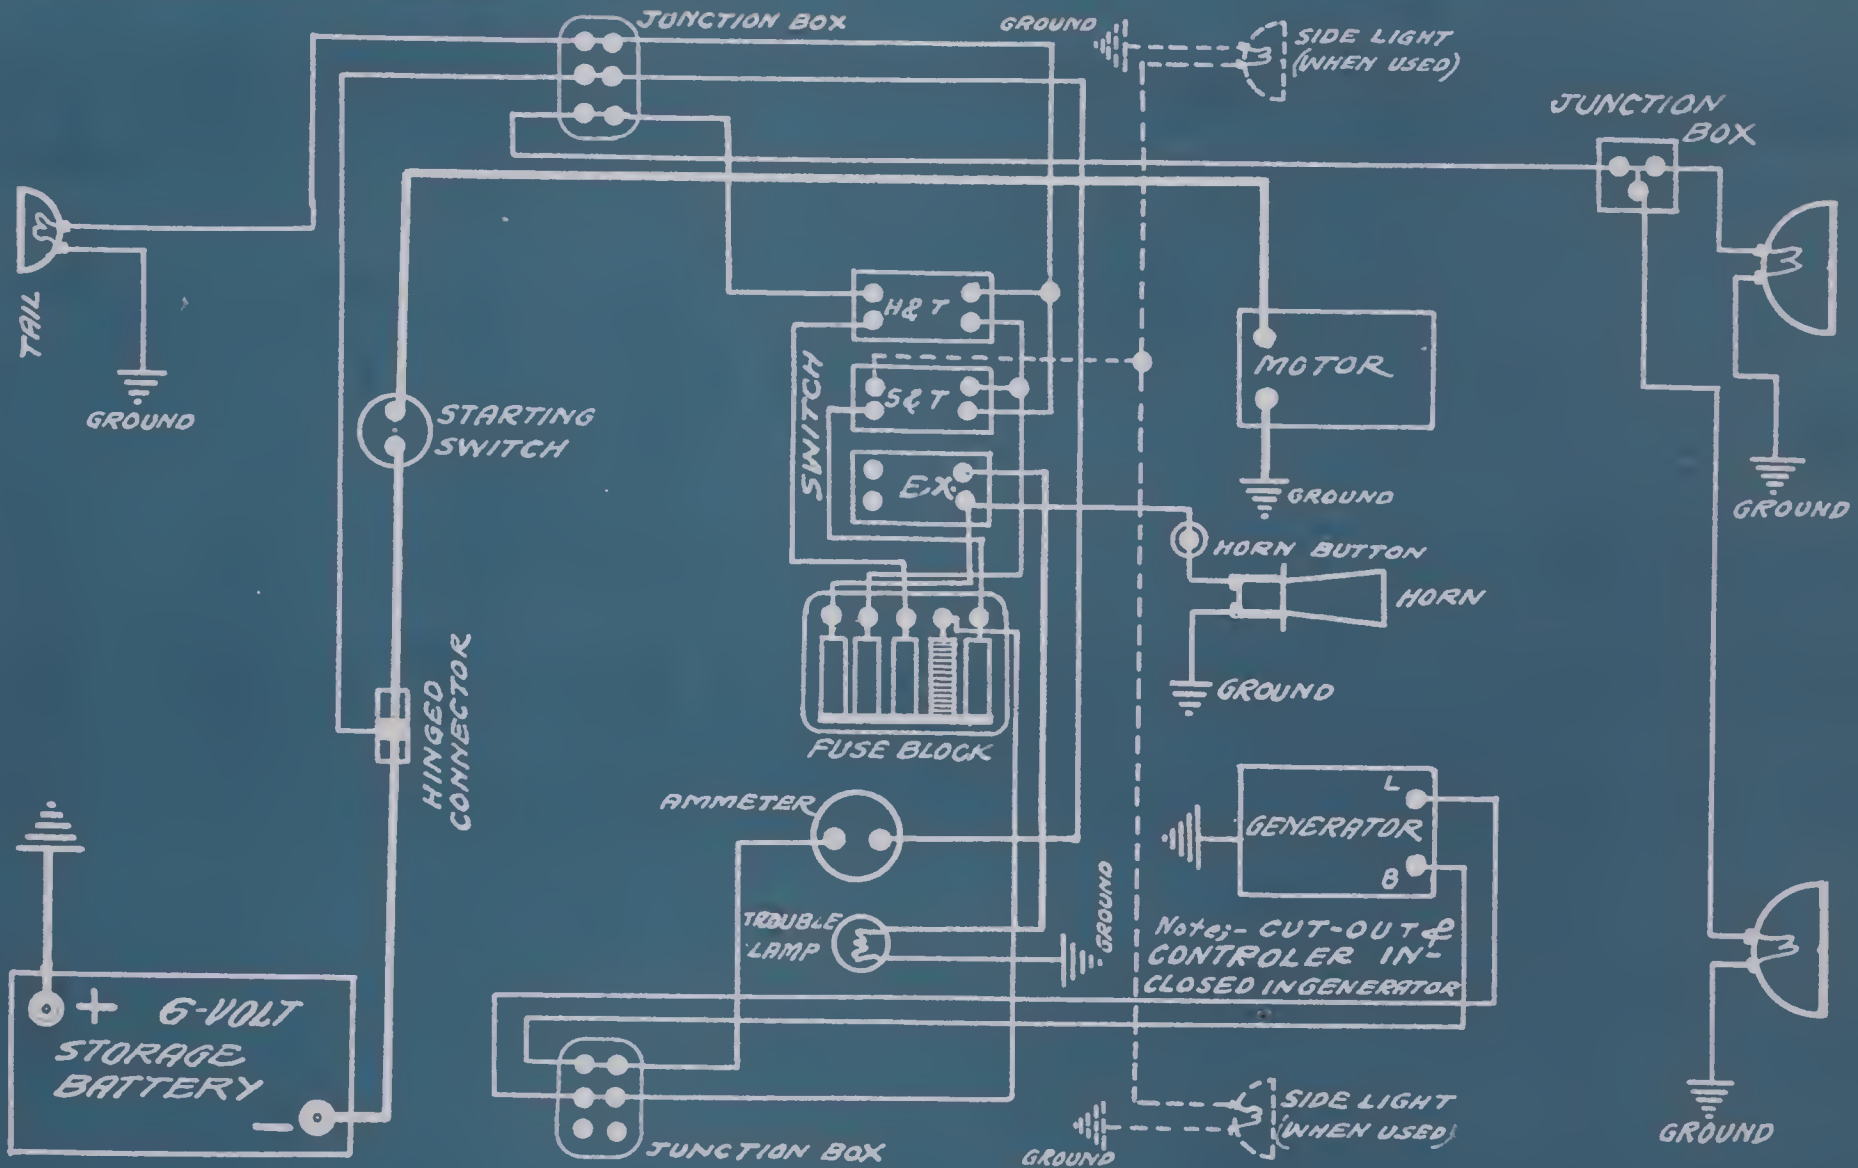 JUNCTION BOX
GROUND
SIDE LIGHT
(WHEN USED)
JUNCTION
BOX
TAIL
GROUND
STARTING
SWITCH
SWITCH
H & T
S & T
EX.
MOTOR
GROUND
GROUND
HORN BUTTON
HORN
GROUND
HINGED
CONNECTOR
FUSE BLOCK
AMMETER
L
GENERATOR
B
TROUBLE
LAMP
GROUND
Note;- CUT-OUT &
CONTROLER IN-
CLOSED IN GENERATOR
+ 6-VOLT
STORAGE
BATTERY
-
JUNCTION BOX
GROUND
SIDE LIGHT
(WHEN USED)
GROUND